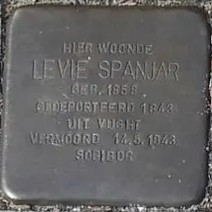 HIER WOONDE
LEVIE SPANJAR
GEB. 1858
GEDEPORTEERD 1943
UIT VUGHT
VERMOORD 14.5.1943
SOBIBOR